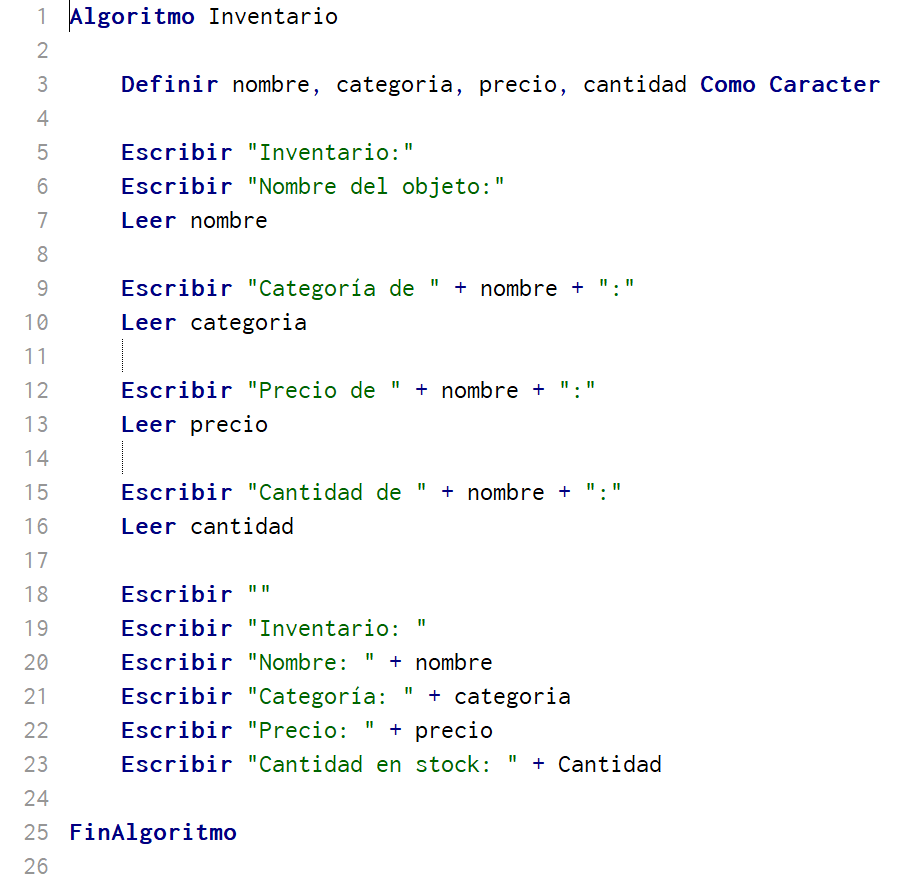 1 Algoritmo Inventario
2
3 Definir nombre, categoria, precio, cantidad Como Caracter
4
5 Escribir "Inventario:"
6 Escribir "Nombre del objeto:"
7 Leer nombre
8
9 Escribir "Categoría de " + nombre + ":"
10 Leer categoria
11
12 Escribir "Precio de " + nombre + ":"
13 Leer precio
14
15 Escribir "Cantidad de " + nombre + ":"
16 Leer cantidad
17
18 Escribir ""
19 Escribir "Inventario: "
20 Escribir "Nombre: " + nombre
21 Escribir "Categoría: " + categoria
22 Escribir "Precio: " + precio
23 Escribir "Cantidad en stock: " + Cantidad
24
25 FinAlgoritmo
26